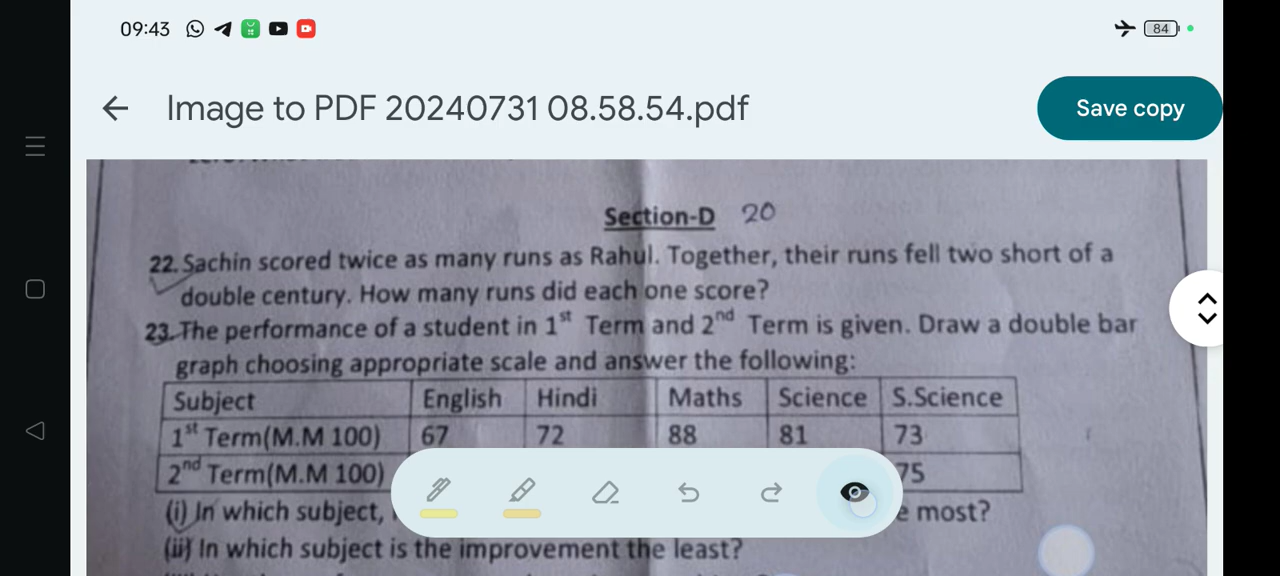 09:43
84
Image to PDF 20240731 08.58.54.pdf
Save copy
Section-D 20
22. Sachin scored twice as many runs as Rahul. Together, their runs fell two short of a
double century. How many runs did each one score?
23. The performance of a student in 1st Term and 2nd Term is given. Draw a double bar
graph choosing appropriate scale and answer the following:
Subject English Hindi Maths Science S.Science
1st Term(M.M 100) 67 72 88 81 73
2nd Term(M.M 100) 75
(i) In which subject, e most?
(ii) In which subject is the improvement the least?